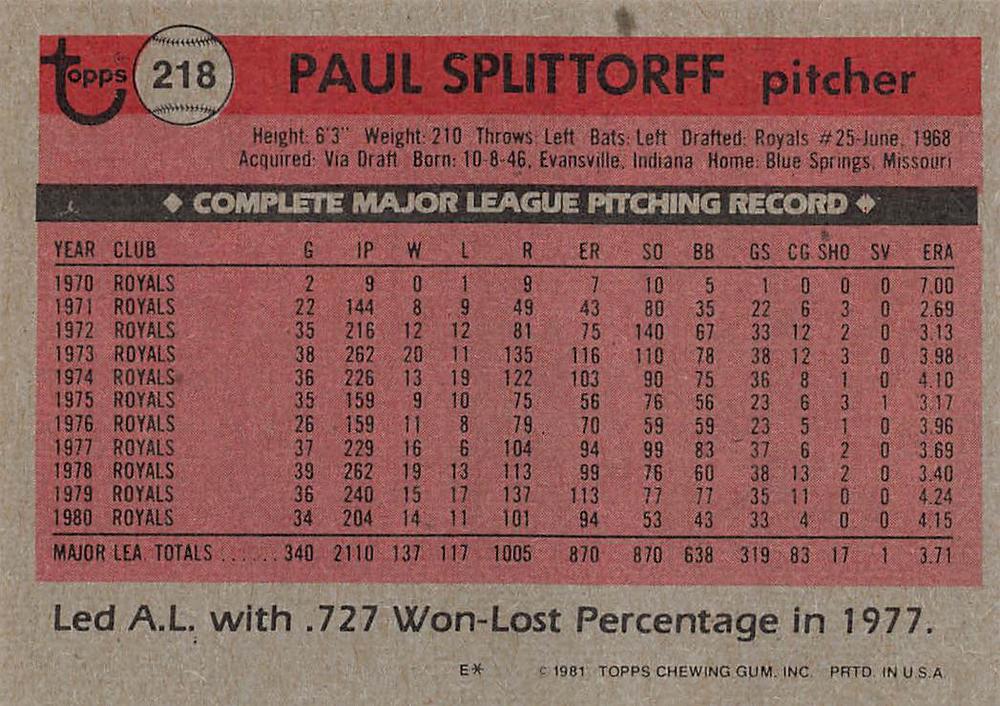 Topps 218 PAUL SPLITTORFF pitcher
Height: 6'3" Weight: 210 Throws: Left Bats: Left Drafted: Royals #25-June, 1968
Acquired: Via Draft Born: 10-8-46, Evansville, Indiana Home: Blue Springs, Missouri
◆ COMPLETE MAJOR LEAGUE PITCHING RECORD ◆
YEAR CLUB G IP W L R ER SO BB GS CG SHO SV ERA
1970 ROYALS 2 9 0 1 9 7 10 5 1 0 0 0 7.00
1971 ROYALS 22 144 8 9 49 43 80 35 22 6 3 0 2.69
1972 ROYALS 35 216 12 12 81 75 140 67 33 12 2 0 3.13
1973 ROYALS 38 262 20 11 135 116 110 78 38 12 3 0 3.98
1974 ROYALS 36 226 13 19 122 103 90 75 36 8 1 0 4.10
1975 ROYALS 35 159 9 10 75 56 76 56 23 6 3 1 3.17
1976 ROYALS 26 159 11 8 79 70 59 59 23 5 1 0 3.96
1977 ROYALS 37 229 16 6 104 94 99 83 37 6 2 0 3.69
1978 ROYALS 39 262 19 13 113 99 76 60 38 13 2 0 3.40
1979 ROYALS 36 240 15 17 137 113 77 77 35 11 0 0 4.24
1980 ROYALS 34 204 14 11 101 94 53 43 33 4 0 0 4.15
MAJOR LEA. TOTALS ...... 340 2110 137 117 1005 870 870 638 319 83 17 1 3.71
Led A.L. with .727 Won-Lost Percentage in 1977.
E* © 1981 TOPPS CHEWING GUM, INC. PRTD. IN U.S.A.